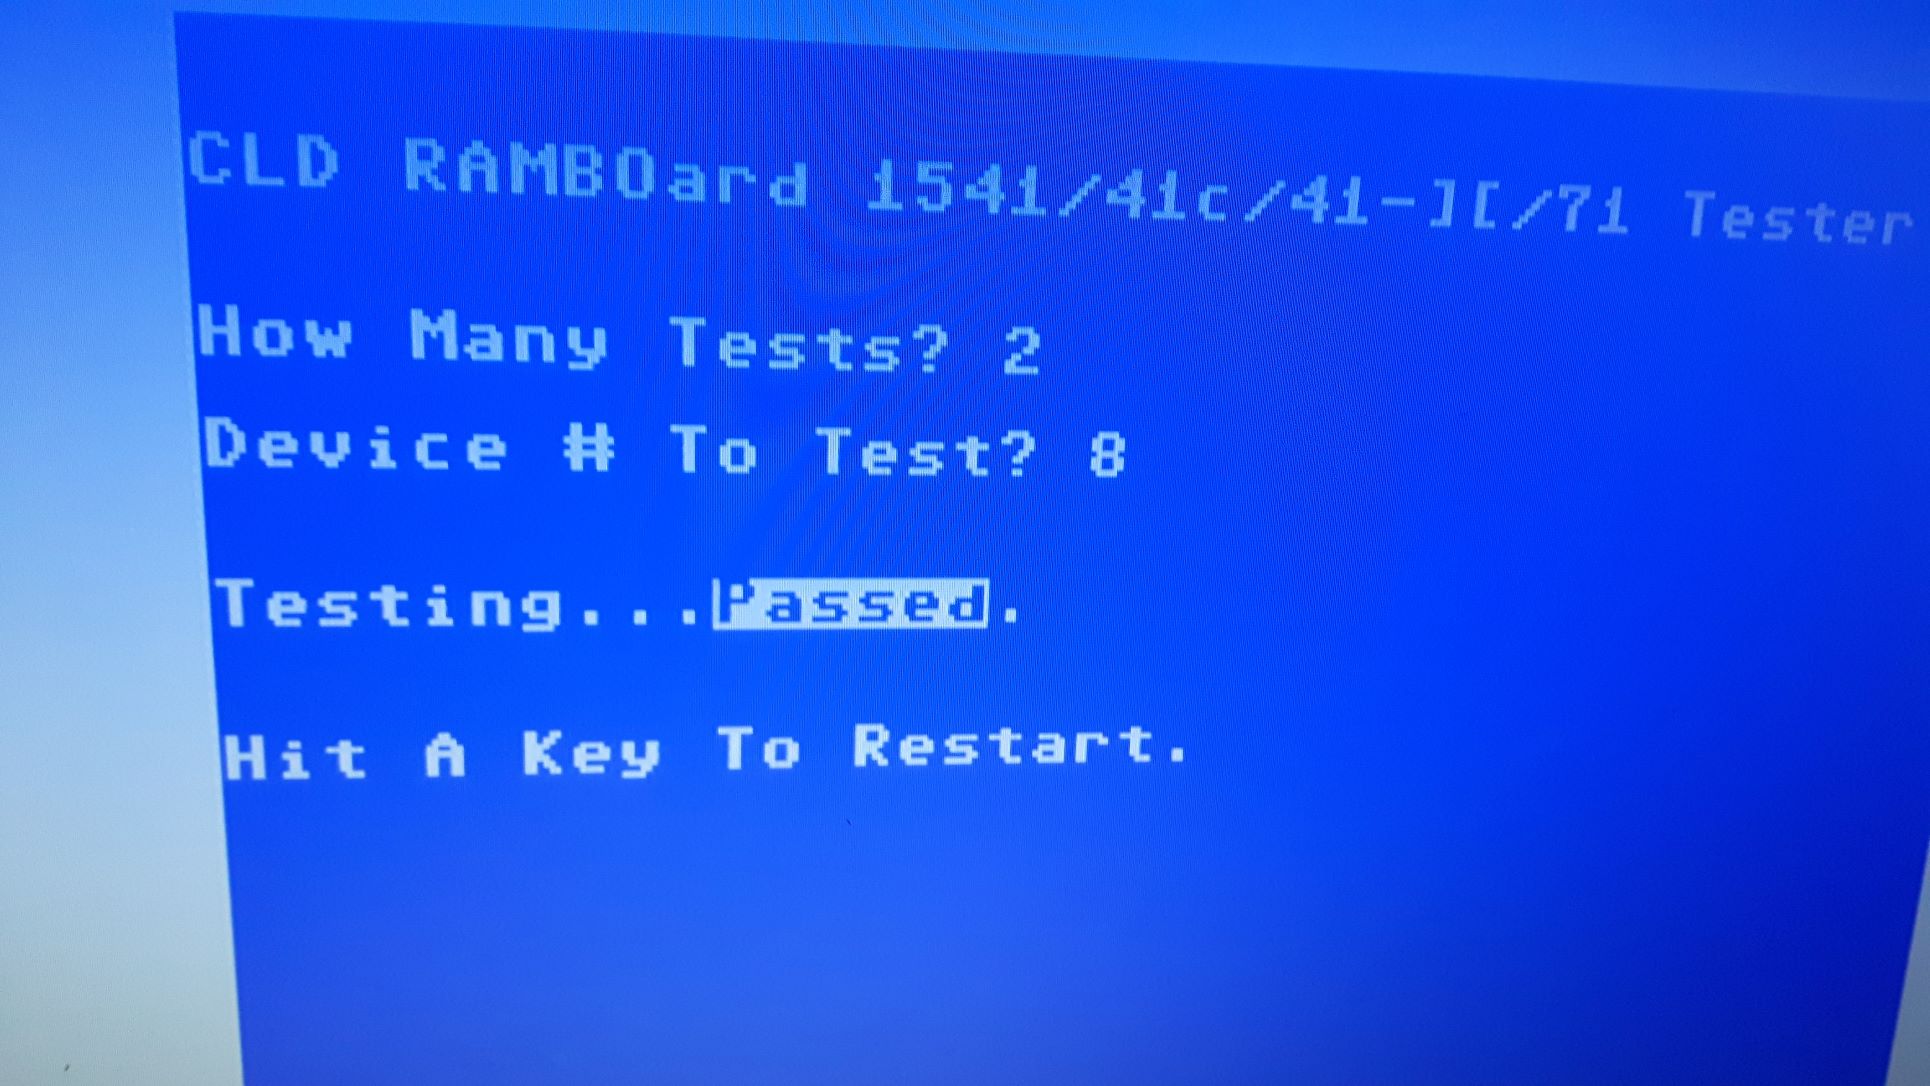 CLD RAMBOard 1541/41c/41-][/71 Tester
How Many Tests? 2
Device # To Test? 8
Testing...Passed.
Hit A Key To Restart.